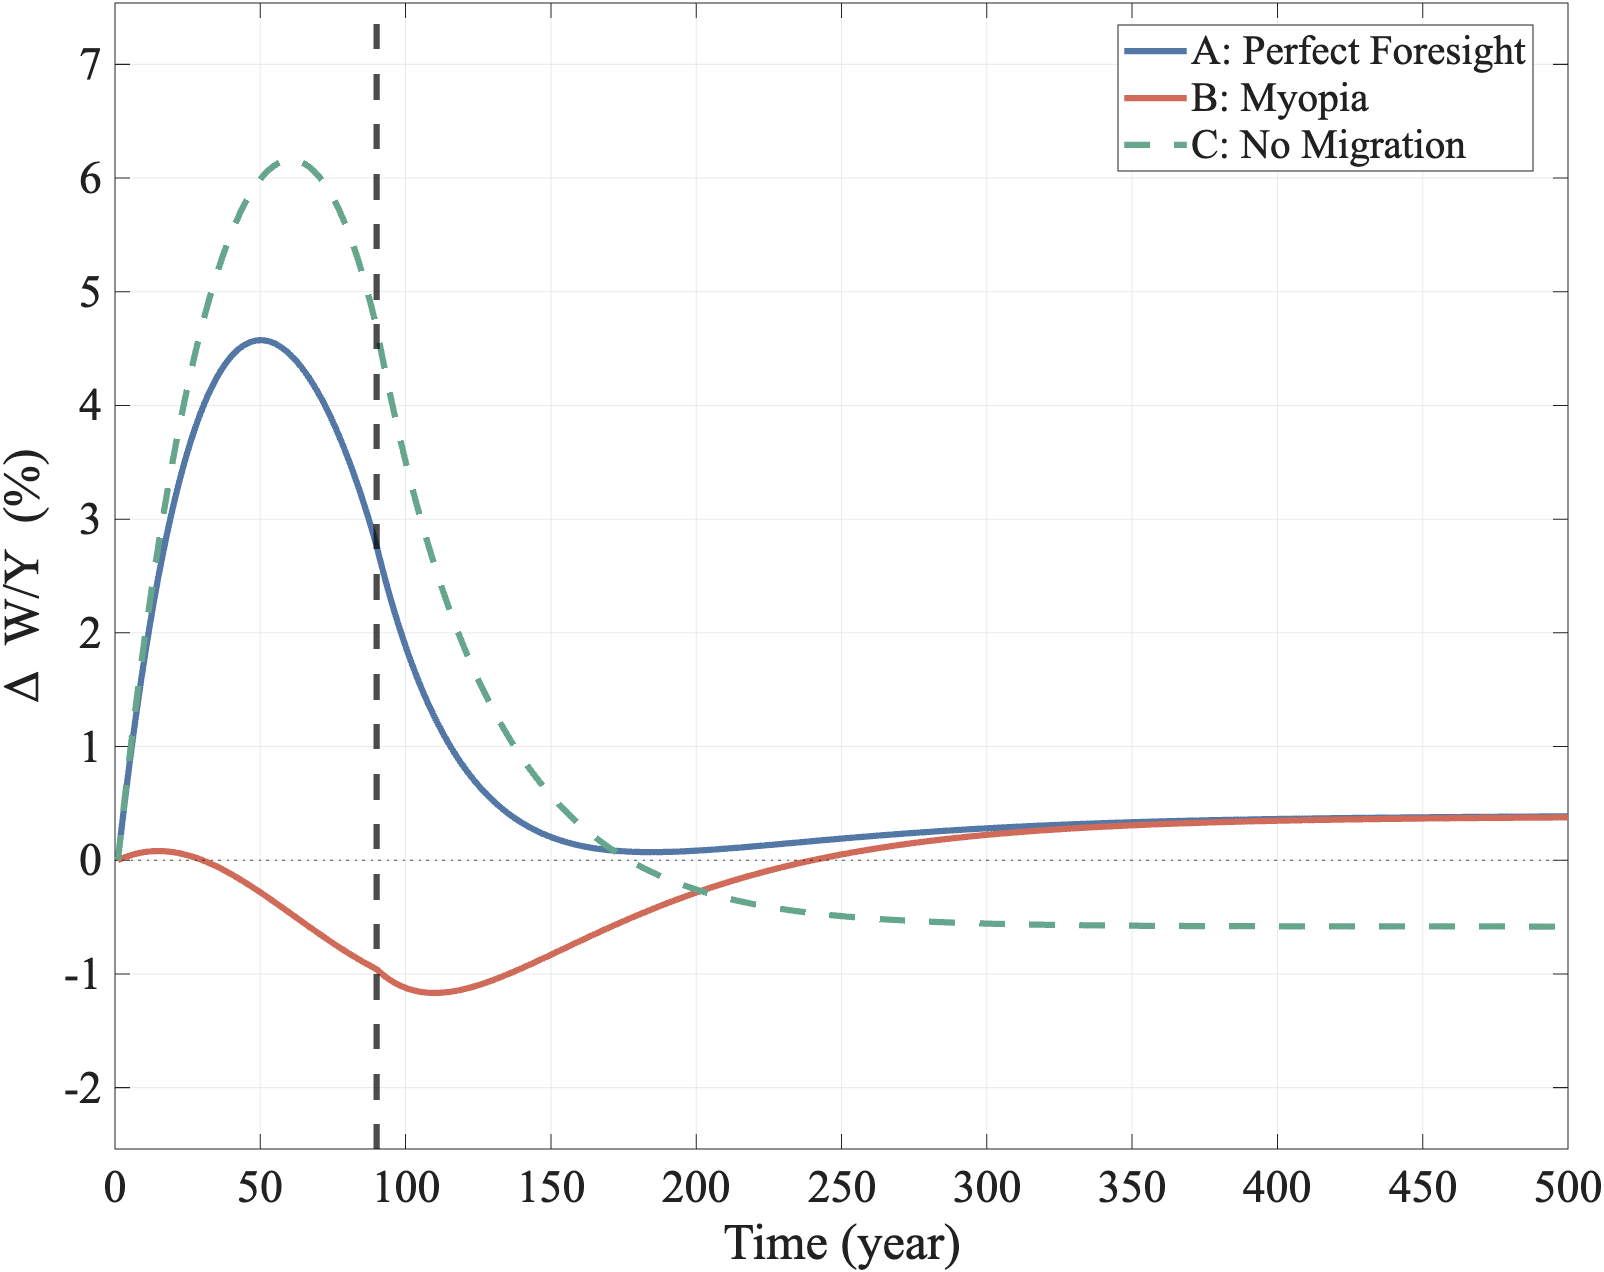 A: Perfect Foresight
B: Myopia
C: No Migration
Δ W/Y (%)
7
6
5
4
3
2
1
0
-1
-2
0 50 100 150 200 250 300 350 400 450 500
Time (year)